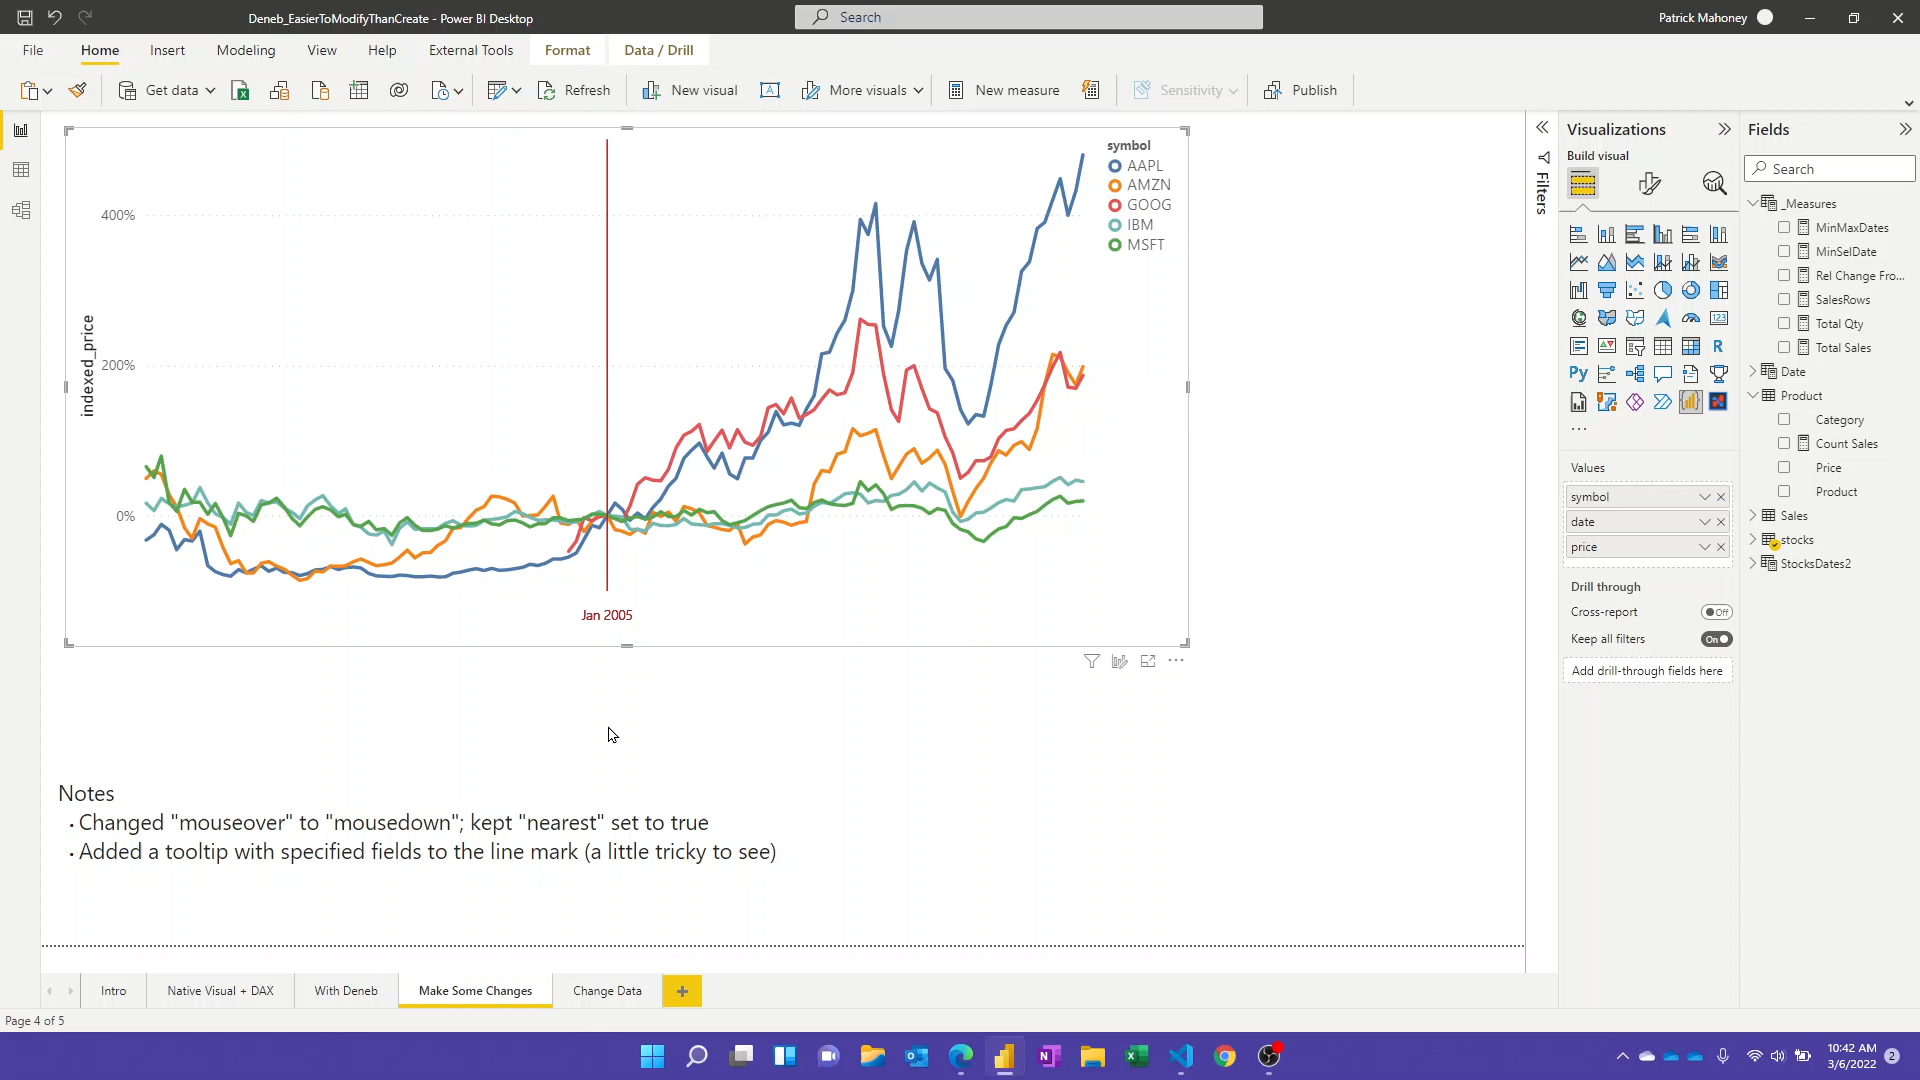 Deneb_EasierToModifyThanCreate - Power BI Desktop
Search
Patrick Mahoney
File
Home
Insert
Modeling
View
Help
External Tools
Format
Data / Drill
Get data
Refresh
New visual
More visuals
New measure
Sensitivity
Publish
symbol
AAPL
AMZN
GOOG
IBM
MSFT
400%
200%
0%
indexed_price
Jan 2005
Notes
· Changed "mouseover" to "mousedown"; kept "nearest" set to true
· Added a tooltip with specified fields to the line mark (a little tricky to see)
Filters
Visualizations
Build visual
123
R
Py
Values
symbol
date
price
Drill through
Cross-report
Off
Keep all filters
On
Add drill-through fields here
Fields
Search
_Measures
MinMaxDates
MinSelDate
Rel Change Fro...
SalesRows
Total Qty
Total Sales
Date
Product
Category
Count Sales
Price
Product
Sales
stocks
StocksDates2
Intro
Native Visual + DAX
With Deneb
Make Some Changes
Change Data
Page 4 of 5
10:42 AM
3/6/2022
2